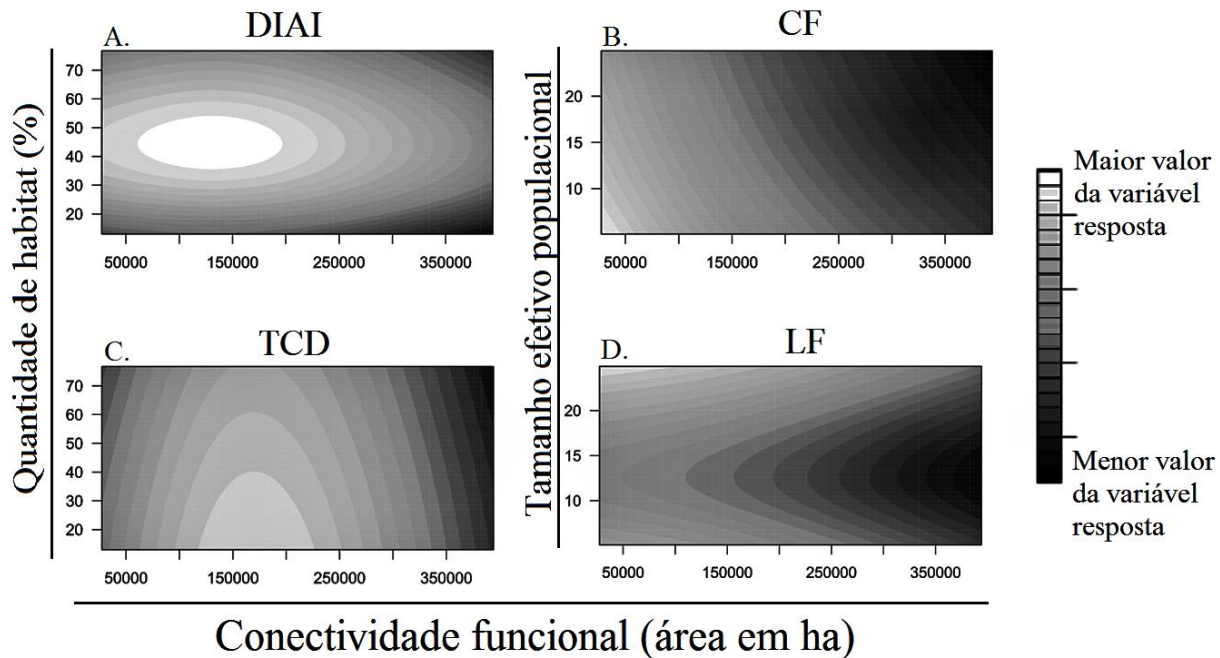 A.
DIAI
B.
CF
Quantidade de habitat (%)
70
60
50
40
30
20
50000
150000
250000
350000
Tamanho efetivo populacional
20
15
10
50000
150000
250000
350000
Maior valor
da variável
resposta
C.
TCD
D.
LF
70
60
50
40
30
20
50000
150000
250000
350000
20
15
10
50000
150000
250000
350000
Menor valor
da variável
resposta
Conectividade funcional (área em ha)